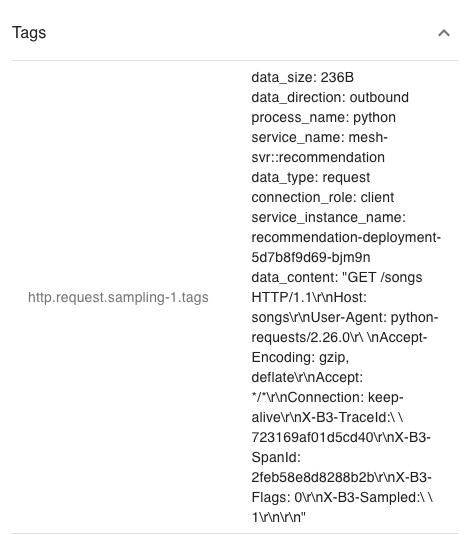 Tags
data_size: 236B
data_direction: outbound
process_name: python
service_name: mesh-
svr::recommendation
data_type: request
connection_role: client
service_instance_name:
recommendation-deployment-
5d7b8f9d69-bjm9n
data_content: "GET /songs
http.request.sampling-1.tags
HTTP/1.1\r\nHost:
songs\r\nUser-Agent: python-
requests/2.26.0\r\ \nAccept-
Encoding: gzip,
deflate\r\nAccept:
*/*\r\nConnection: keep-
alive\r\nX-B3-TraceId:\ \
723169af01d5cd40\r\nX-B3-
SpanId:
2feb58e8d8288b2b\r\nX-B3-
Flags: 0\r\nX-B3-Sampled:\ \
1\r\n\r\n"